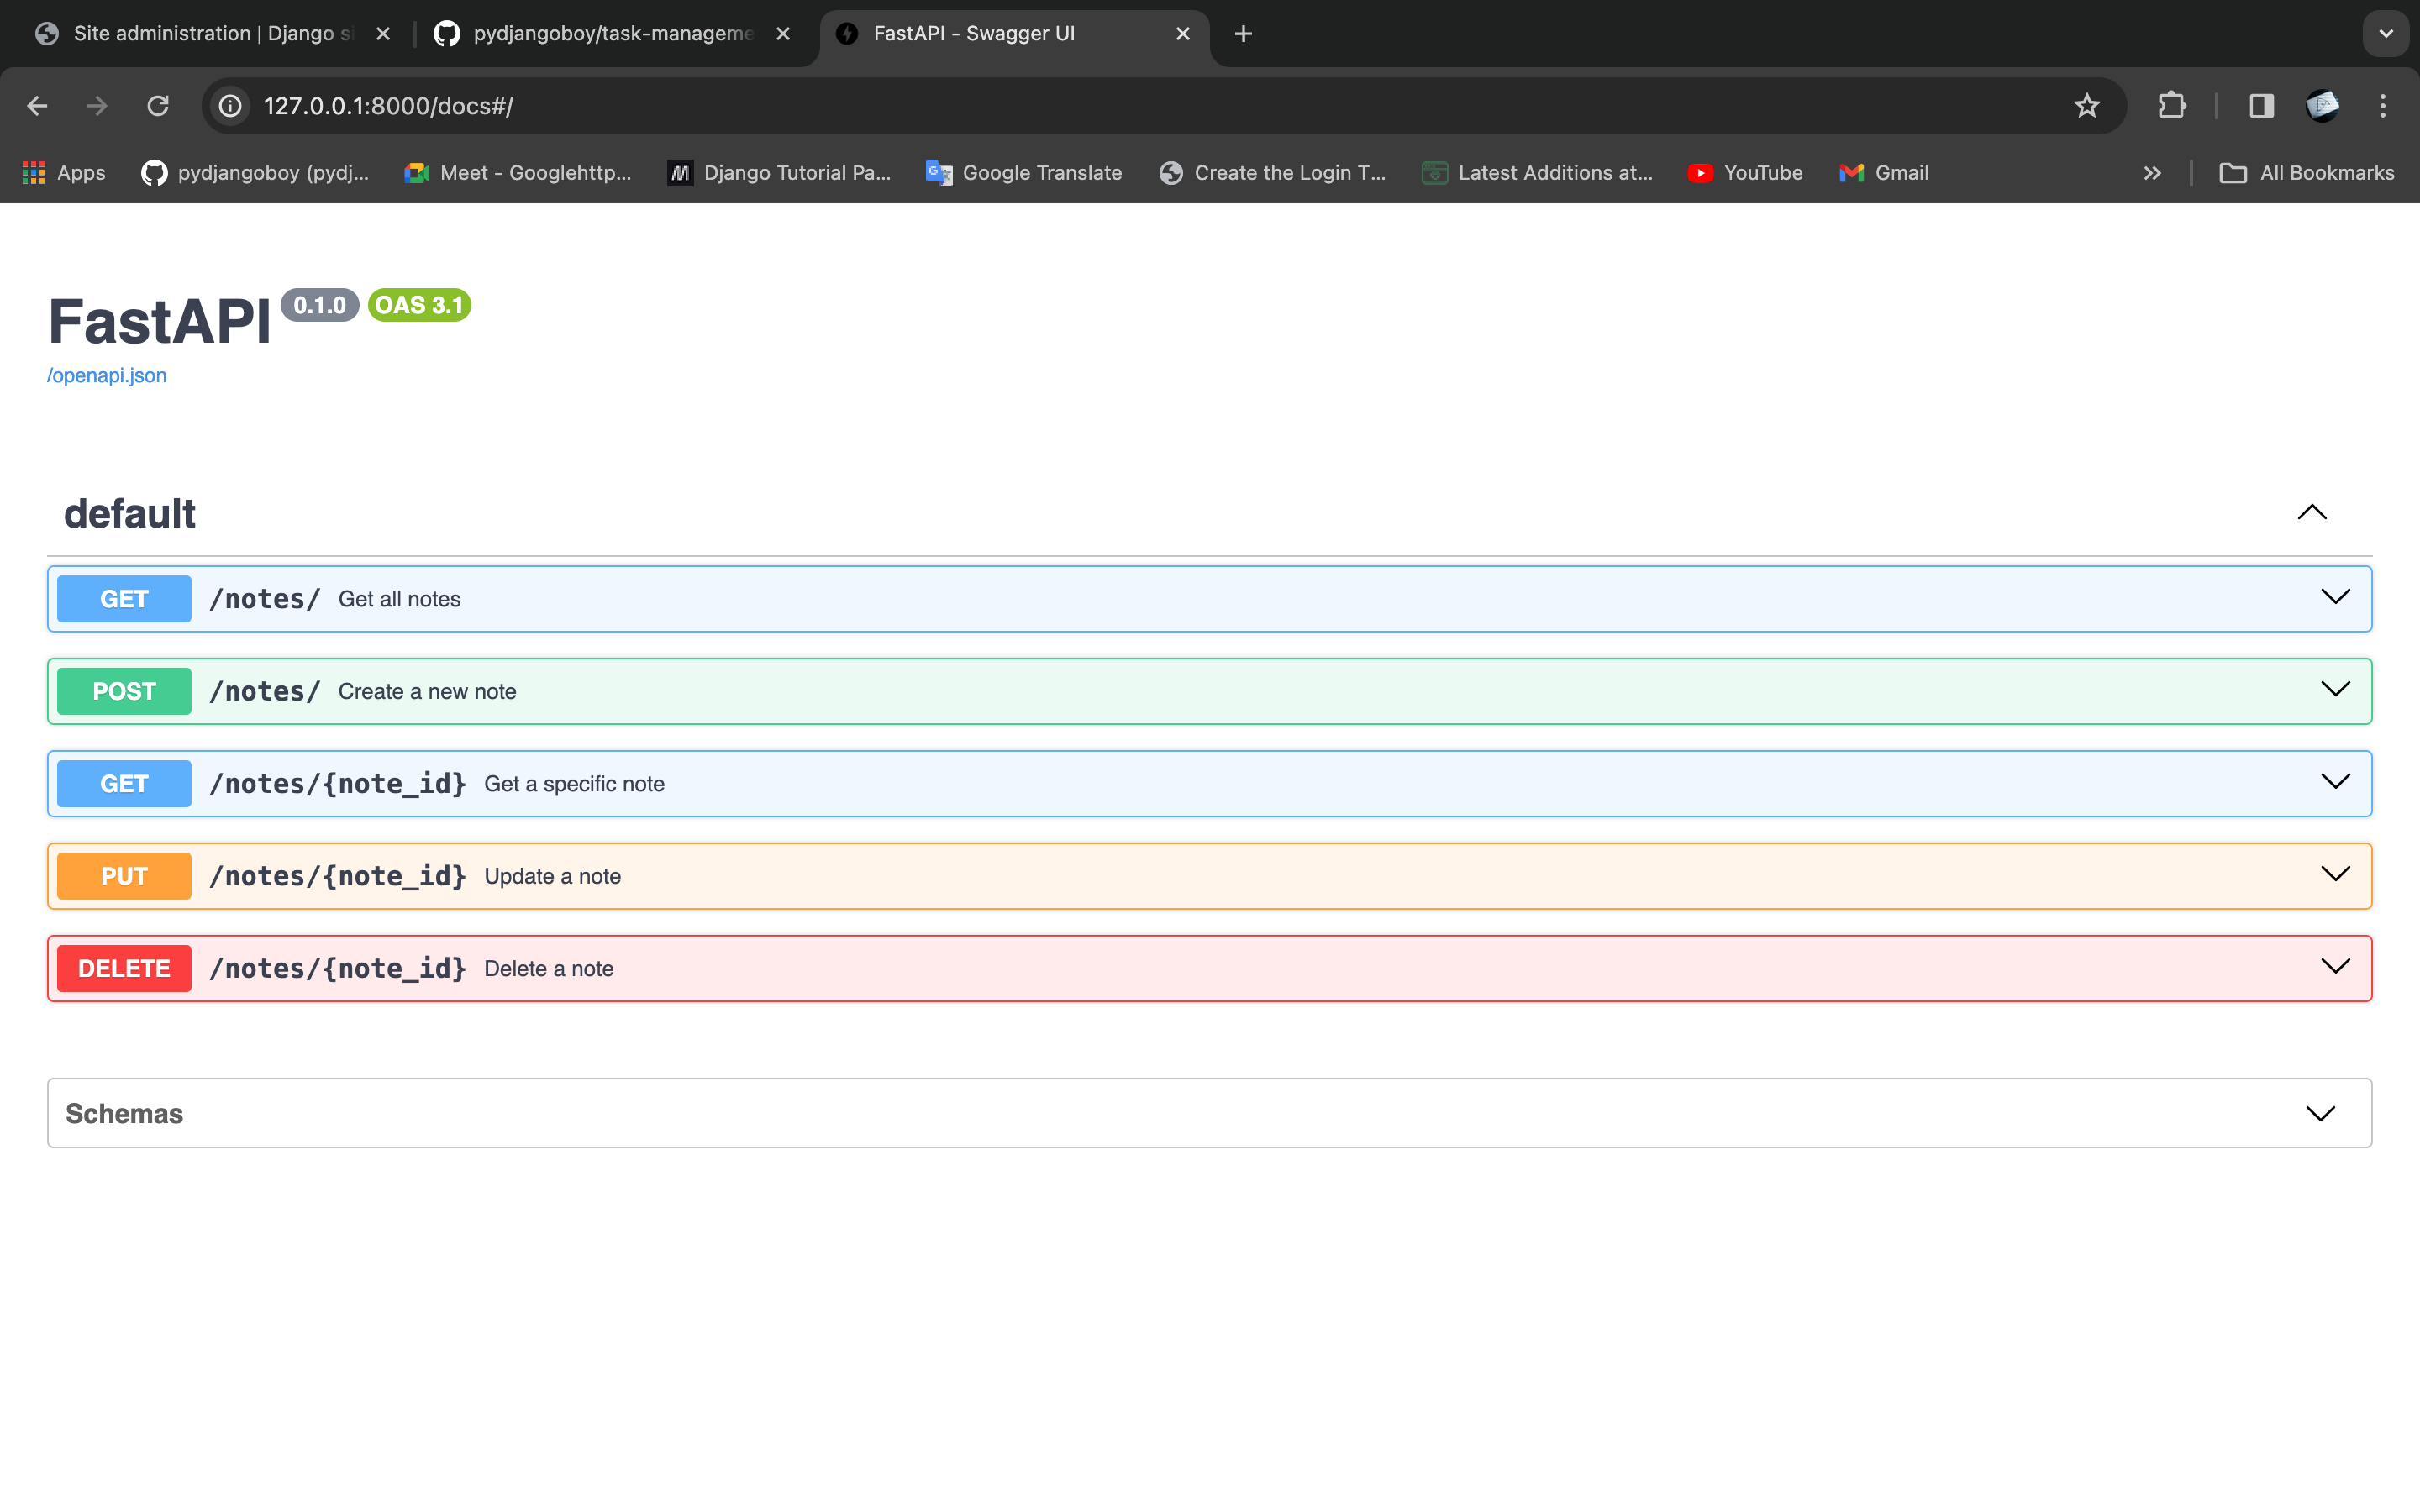 Site administration | Django si
pydjangoboy/task-manageme
FastAPI - Swagger UI
127.0.0.1:8000/docs#/
Apps
pydjangoboy (pydj...
Meet - Googlehttp...
Django Tutorial Pa...
Google Translate
Create the Login T...
Latest Additions at...
YouTube
Gmail
All Bookmarks
FastAPI 0.1.0 OAS 3.1
/openapi.json
default
GET /notes/ Get all notes
POST /notes/ Create a new note
GET /notes/{note_id} Get a specific note
PUT /notes/{note_id} Update a note
DELETE /notes/{note_id} Delete a note
Schemas